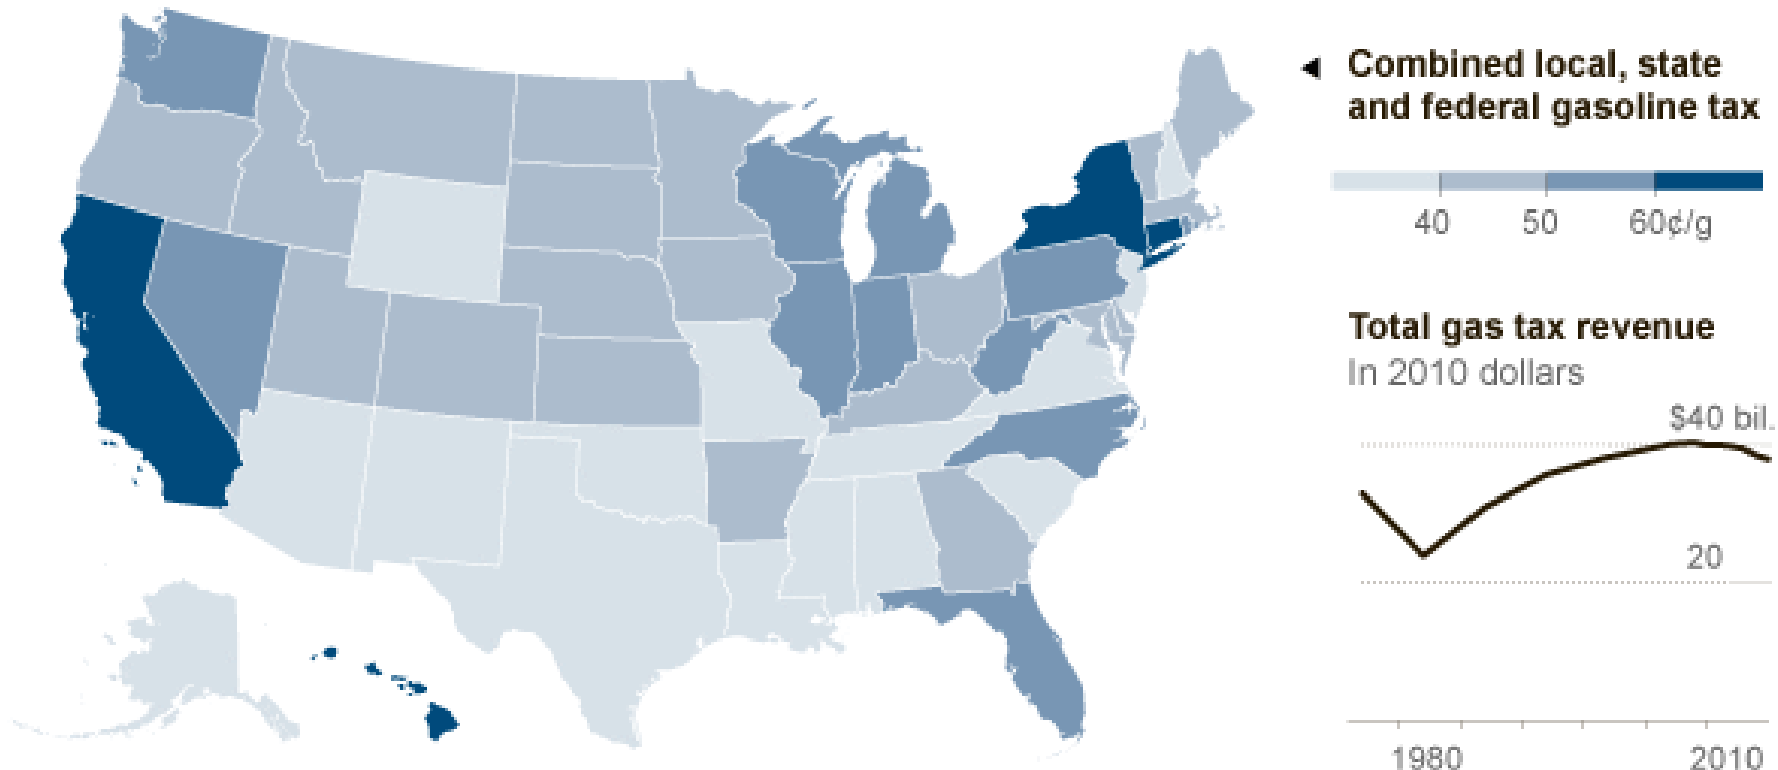 Combined local, state
and federal gasoline tax
40 50 60¢/g
Total gas tax revenue
In 2010 dollars
$40 bil.
20
1980 2010